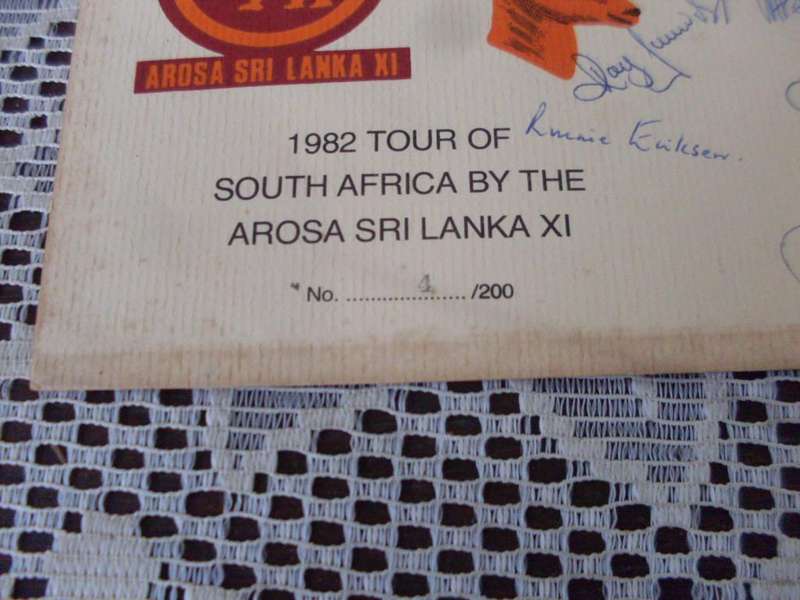 AROSA SRI LANKA XI
Ray
1982 TOUR OF
Eriksen.
SOUTH AFRICA BY THE
AROSA SRI LANKA XI
No. ..................... 4 /200